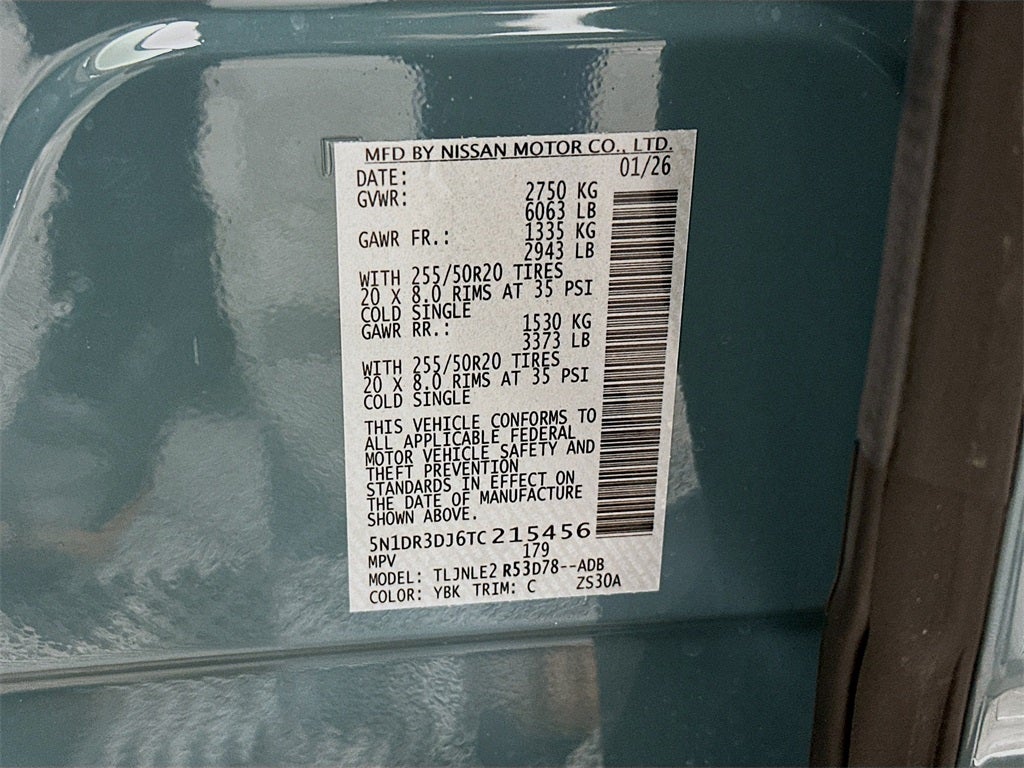 MFD BY NISSAN MOTOR CO., LTD.
DATE: 01/26
GVWR: 2750 KG
6063 LB
GAWR FR.: 1335 KG
2943 LB
WITH 255/50R20 TIRES
20 X 8.0 RIMS AT 35 PSI
COLD SINGLE
GAWR RR.: 1530 KG
3373 LB
WITH 255/50R20 TIRES
20 X 8.0 RIMS AT 35 PSI
COLD SINGLE
THIS VEHICLE CONFORMS TO
ALL APPLICABLE FEDERAL
MOTOR VEHICLE SAFETY AND
THEFT PREVENTION
STANDARDS IN EFFECT ON
THE DATE OF MANUFACTURE
SHOWN ABOVE.
5N1DR3DJ6TC215456
MPV 179
MODEL: TLJNLE2 R53D78--ADB
COLOR: YBK TRIM: C ZS30A